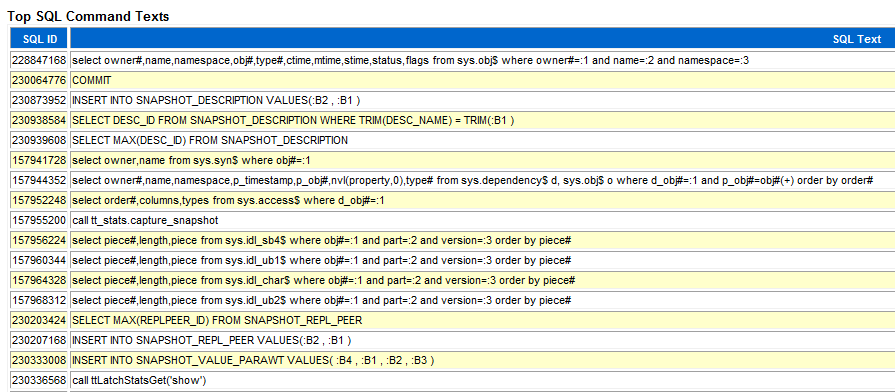 Top SQL Command Texts
SQL ID SQL Text
228847168 select owner#,name,namespace,obj#,type#,ctime,mtime,stime,status,flags from sys.obj$ where owner#=:1 and name=:2 and namespace=:3
230064776 COMMIT
230873952 INSERT INTO SNAPSHOT_DESCRIPTION VALUES(:B2 , :B1 )
230938584 SELECT DESC_ID FROM SNAPSHOT_DESCRIPTION WHERE TRIM(DESC_NAME) = TRIM(:B1 )
230939608 SELECT MAX(DESC_ID) FROM SNAPSHOT_DESCRIPTION
157941728 select owner,name from sys.syn$ where obj#=:1
157944352 select owner#,name,namespace,p_timestamp,p_obj#,nvl(property,0),type# from sys.dependency$ d, sys.obj$ o where d_obj#=:1 and p_obj#=obj#(+) order by order#
157952248 select order#,columns,types from sys.access$ where d_obj#=:1
157955200 call tt_stats.capture_snapshot
157956224 select piece#,length,piece from sys.idl_sb4$ where obj#=:1 and part=:2 and version=:3 order by piece#
157960344 select piece#,length,piece from sys.idl_ub1$ where obj#=:1 and part=:2 and version=:3 order by piece#
157964328 select piece#,length,piece from sys.idl_char$ where obj#=:1 and part=:2 and version=:3 order by piece#
157968312 select piece#,length,piece from sys.idl_ub2$ where obj#=:1 and part=:2 and version=:3 order by piece#
230203424 SELECT MAX(REPLPEER_ID) FROM SNAPSHOT_REPL_PEER
230207168 INSERT INTO SNAPSHOT_REPL_PEER VALUES(:B2 , :B1 )
230333008 INSERT INTO SNAPSHOT_VALUE_PARAWT VALUES( :B4 , :B1 , :B2 , :B3 )
230336568 call ttLatchStatsGet('show')